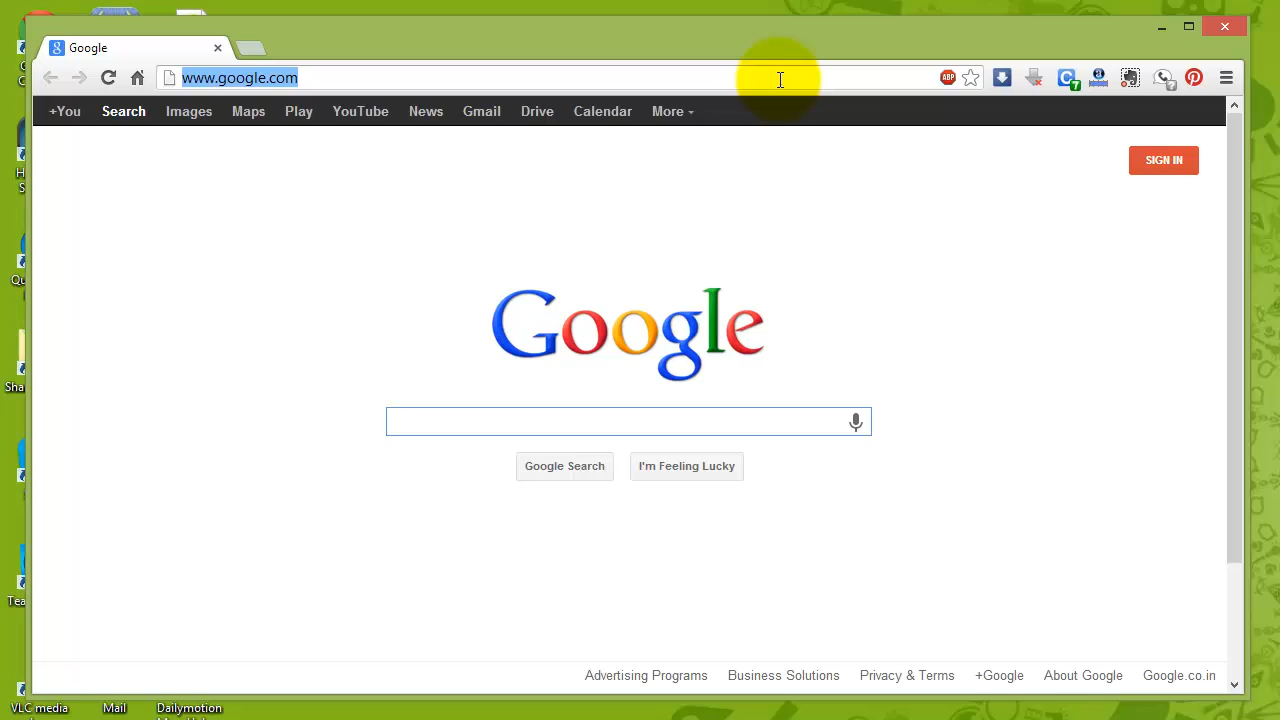 Google
www.google.com
ABP
7
+You Search Images Maps Play YouTube News Gmail Drive Calendar More
SIGN IN
Google
Google Search I'm Feeling Lucky
Advertising Programs Business Solutions Privacy & Terms +Google About Google Google.co.in
VLC media Mail Dailymotion